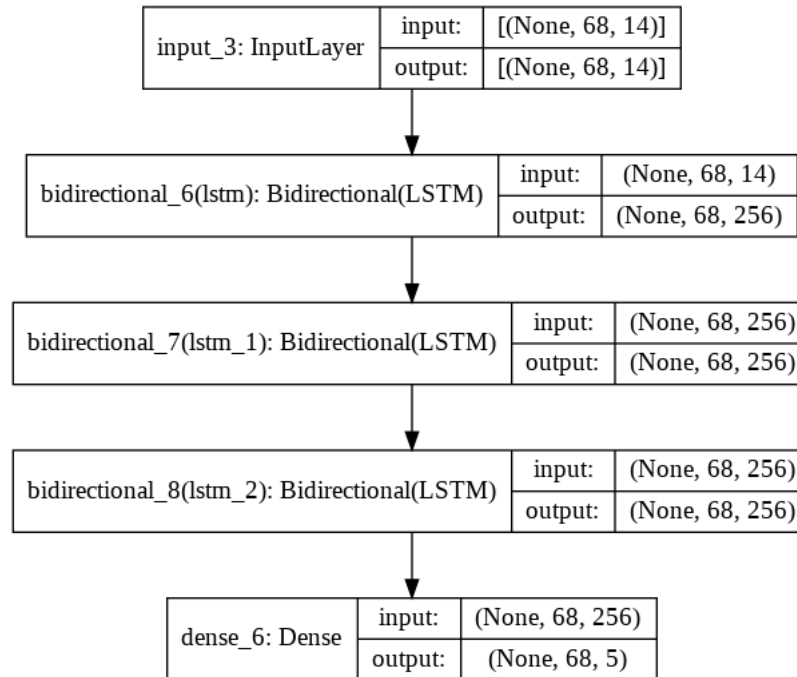 input_3: InputLayer
input: [(None, 68, 14)]
output: [(None, 68, 14)]
bidirectional_6(lstm): Bidirectional(LSTM)
input: (None, 68, 14)
output: (None, 68, 256)
bidirectional_7(lstm_1): Bidirectional(LSTM)
input: (None, 68, 256)
output: (None, 68, 256)
bidirectional_8(lstm_2): Bidirectional(LSTM)
input: (None, 68, 256)
output: (None, 68, 256)
dense_6: Dense
input: (None, 68, 256)
output: (None, 68, 5)